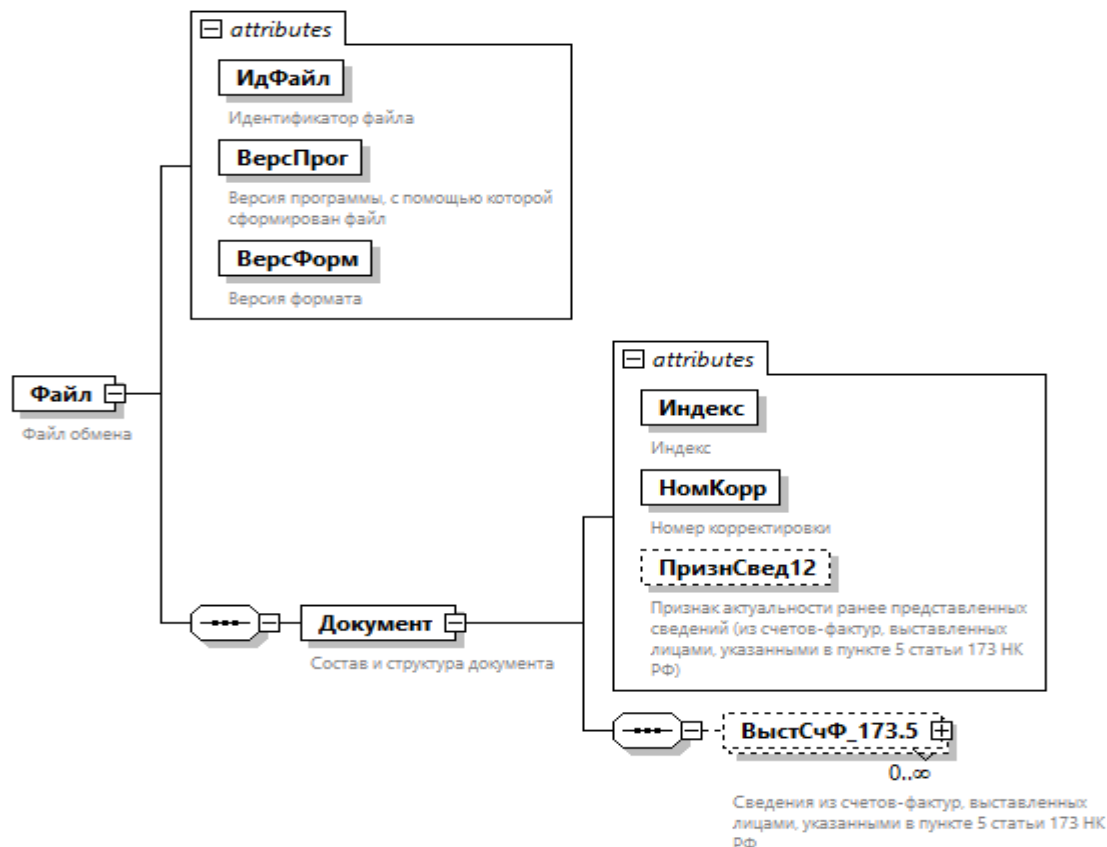 attributes
ИдФайл
Идентификатор файла
ВерсПрог
Версия программы, с помощью которой
сформирован файл
ВерсФорм
Версия формата
Файл
Файл обмена
attributes
Индекс
Индекс
НомКорр
Номер корректировки
ПризнСвед12
Признак актуальности ранее представленных
сведений (из счетов-фактур, выставленных
лицами, указанными в пункте 5 статьи 173 НК
РФ)
Документ
Состав и структура документа
ВыстСчФ_173.5
0..∞
Сведения из счетов-фактур, выставленных
лицами, указанными в пункте 5 статьи 173 НК
РФ